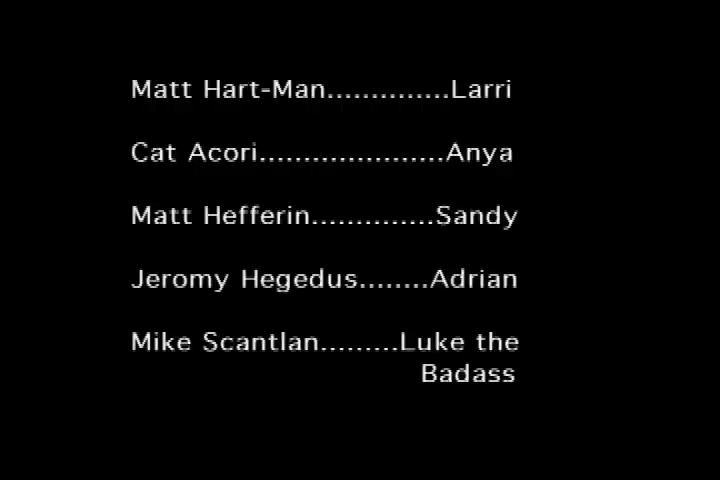 Matt Hart-Man..............Larri
Cat Acori.....................Anya
Matt Hefferin..............Sandy
Jeromy Hegedus........Adrian
Mike Scantlan.........Luke the
Badass